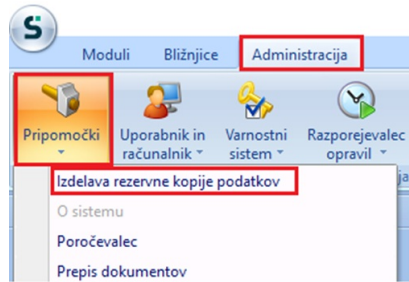 S
Moduli Bližnjice Administracija
Pripomočki Uporabnik in Varnostni Razporejevalec
računalnik sistem opravil
Izdelava rezervne kopije podatkov
ja
O sistemu
Poročevalec
Prepis dokumentov